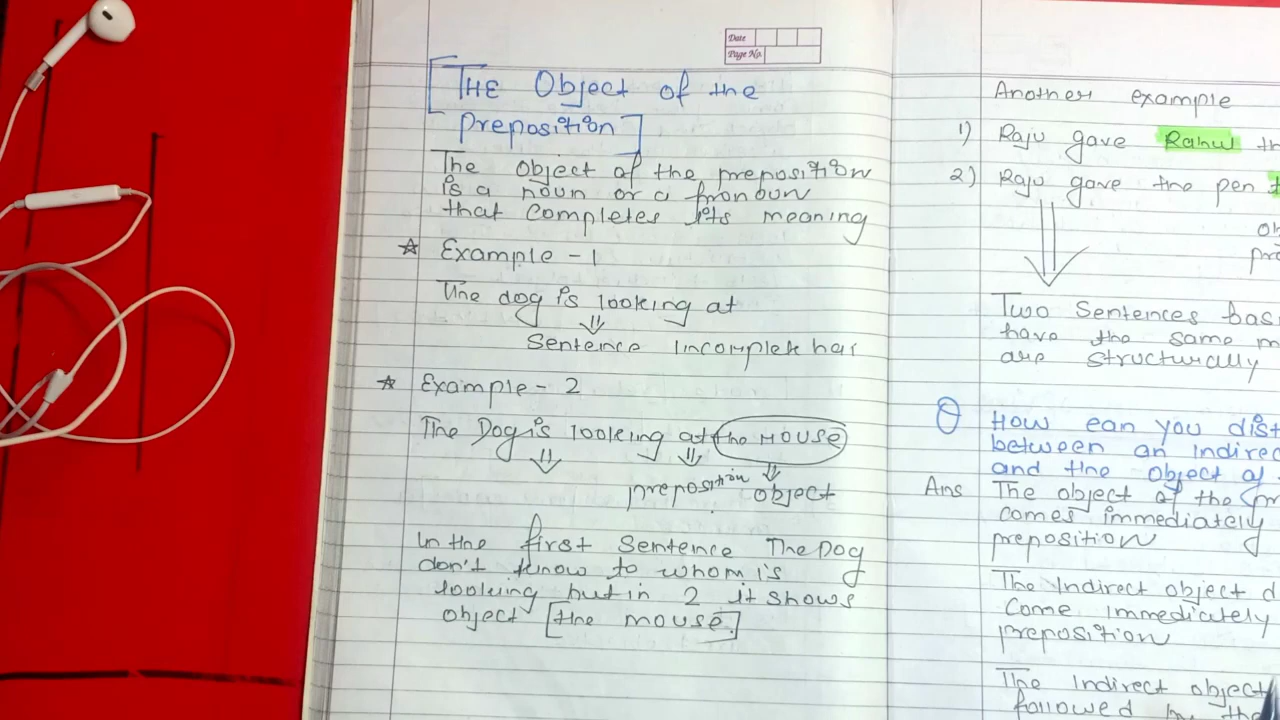 Date
Page No.
THE Object of the
preposition
The object of the preposition
is a noun or a pronoun
that completes its meaning
Example - 1
The dog is looking at
Sentence incomplete
Example - 2
The Dog is looking at the mouse
preposition object
In the first Sentence The Dog
don't know to whom is
looking but in 2 it shows
object [the mouse]
Another example
1) Raju gave Rahul
2) Raju gave the pen
Two Sentences
have the same
are structurally
Q How can you
between an
and the object of
Ans The object of the
comes immediately
preposition
The Indirect object
Come immediately
preposition
The Indirect object
followed by the